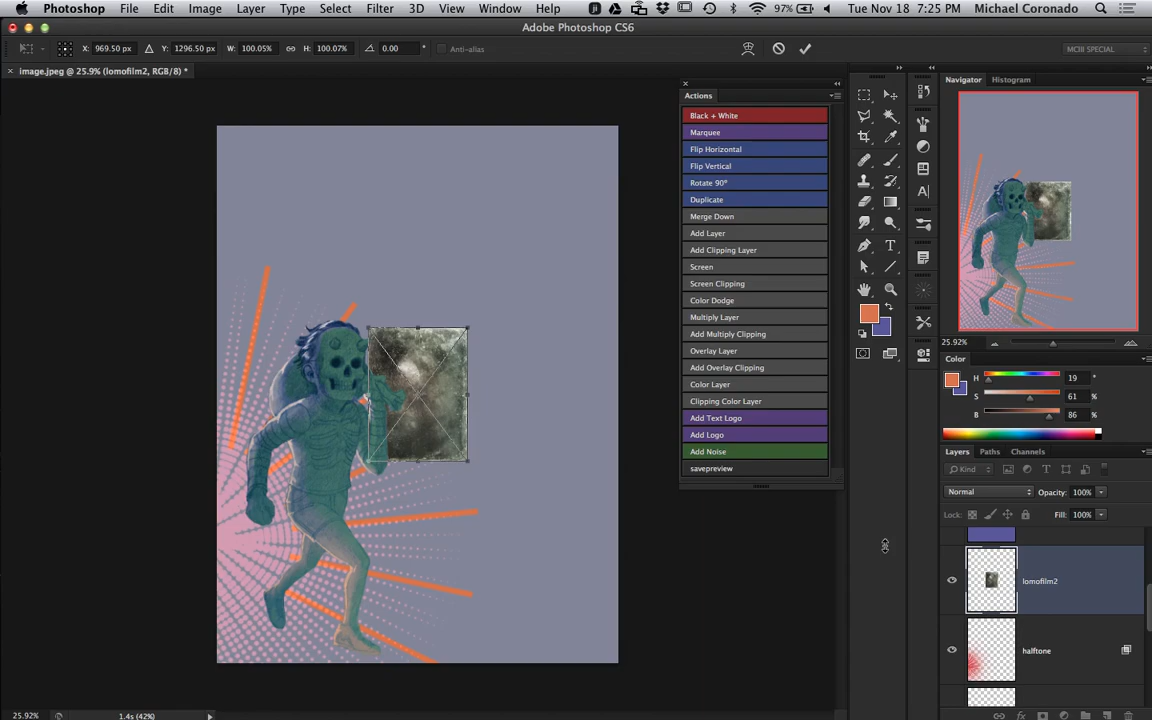 Photoshop File Edit Image Layer Type Select Filter 3D View Window Help 97% Tue Nov 18 7:25 PM Michael Coronado
Adobe Photoshop CS6
X: 969.50 px Y: 1296.50 px W: 100.05% H: 100.07% 0.00 ° Anti-alias MCIB SPECIAL
× image.jpeg @ 25.9% (lomofilm2, RGB/8) *
Actions
Black + White
Marquee
Flip Horizontal
Flip Vertical
Rotate 90°
Duplicate
Merge Down
Add Layer
Add Clipping Layer
Screen
Screen Clipping
Color Dodge
Multiply Layer
Add Multiply Clipping
Overlay Layer
Add Overlay Clipping
Color Layer
Clipping Color Layer
Add Text Logo
Add Logo
Add Noise
savepreview
Navigator Histogram
25.92%
Color
H 19 °
S 61 %
B 86 %
Layers Paths Channels
Kind
Normal Opacity: 100%
Lock: Fill: 100%
lomofilm2
halftone
25.92% 1.4s (42%)